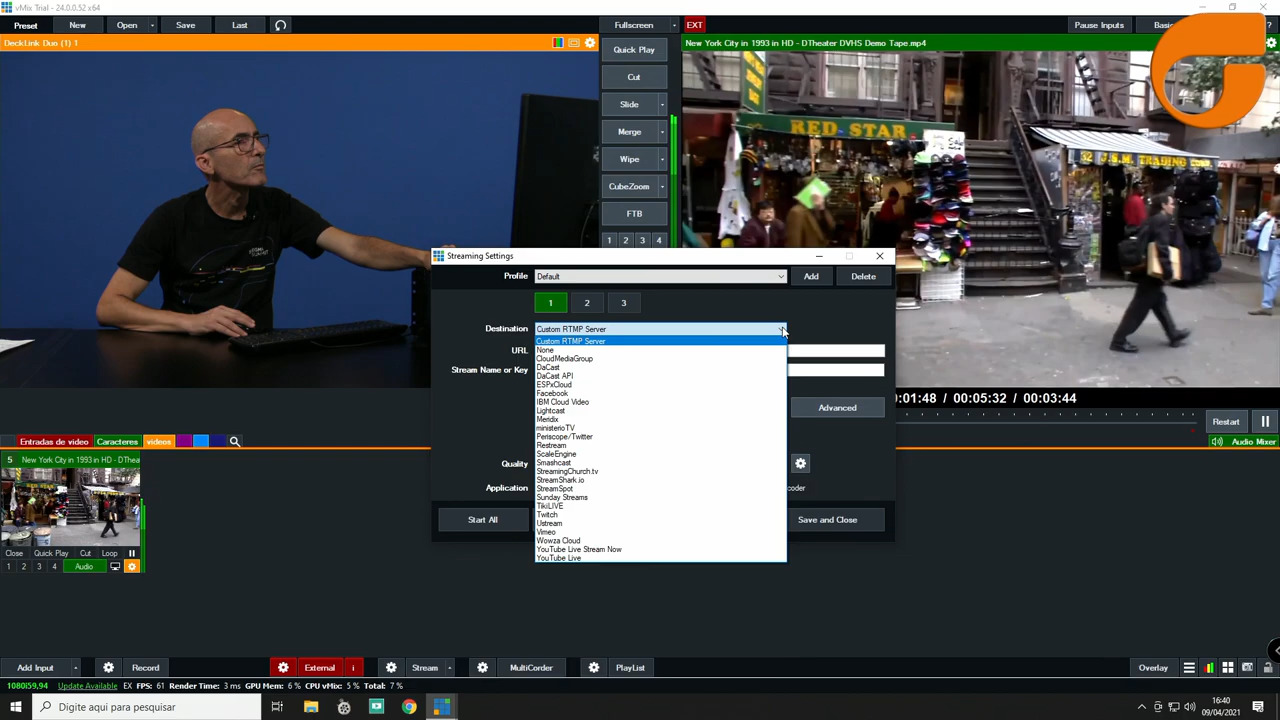 vMix Trial - 24.0.0.52 x64
Preset New Open Save Last Fullscreen EXT Pause Inputs Basic ?
DeckLink Duo (1) 1
New York City in 1993 in HD - DTheater DVHS Demo Tape.mp4
Quick Play
Cut
Slide
Merge
Wipe
CubeZoom
FTB
1 2 3 4
RED STAR
32 J.S.M. TRADING CORP.
Streaming Settings
Profile Default Add Delete
1 2 3
Destination Custom RTMP Server
URL
Stream Name or Key
Advanced
Quality
Application
coder
Start All
Save and Close
Custom RTMP Server
None
CloudMediaGroup
DaCast
DaCast API
ESPxCloud
Facebook
IBM Cloud Video
Lightcast
Meridix
ministerioTV
Periscope/Twitter
Restream
ScaleEngine
Smashcast
StreamingChurch.tv
StreamShark.io
StreamSpot
Sunday Streams
TikiLIVE
Twitch
Ustream
Vimeo
Wowza Cloud
YouTube Live Stream Now
YouTube Live
0:01:48 / 00:05:32 / 00:03:44
Restart
Audio Mixer
Entradas de video Caracteres videos
5 New York City in 1993 in HD - DThea
Close Quick Play Cut Loop
1 2 3 4 Audio
Add Input Record External i Stream MultiCorder PlayList Overlay
1080i59,94 Update Available EX FPS: 61 Render Time: 3 ms GPU Mem: 6 % CPU vMix: 5 % Total: 7 %
Digite aqui para pesquisar
16:40
09/04/2021